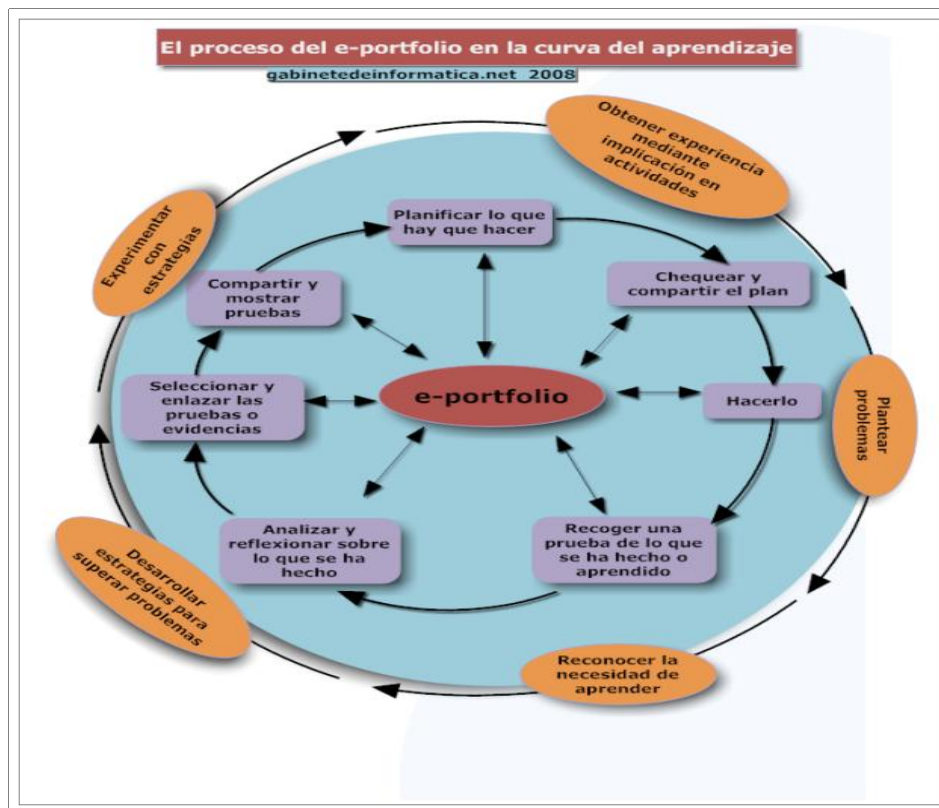 El proceso del e-portfolio en la curva del aprendizaje
gabinetedeinformatica.net 2008
Obtener experiencia
mediante
implicación en
actividades
Experimentar
con
estrategias
Planificar lo que
hay que hacer
Chequear y
compartir el plan
Compartir y
mostrar
pruebas
Seleccionar y
enlazar las
pruebas o
evidencias
e-portfolio
Hacerlo
Plantear
problemas
Analizar y
reflexionar sobre
lo que se ha
hecho
Recoger una
prueba de lo que
se ha hecho o
aprendido
Desarrollar
estrategias para
superar problemas
Reconocer la
necesidad de
aprender